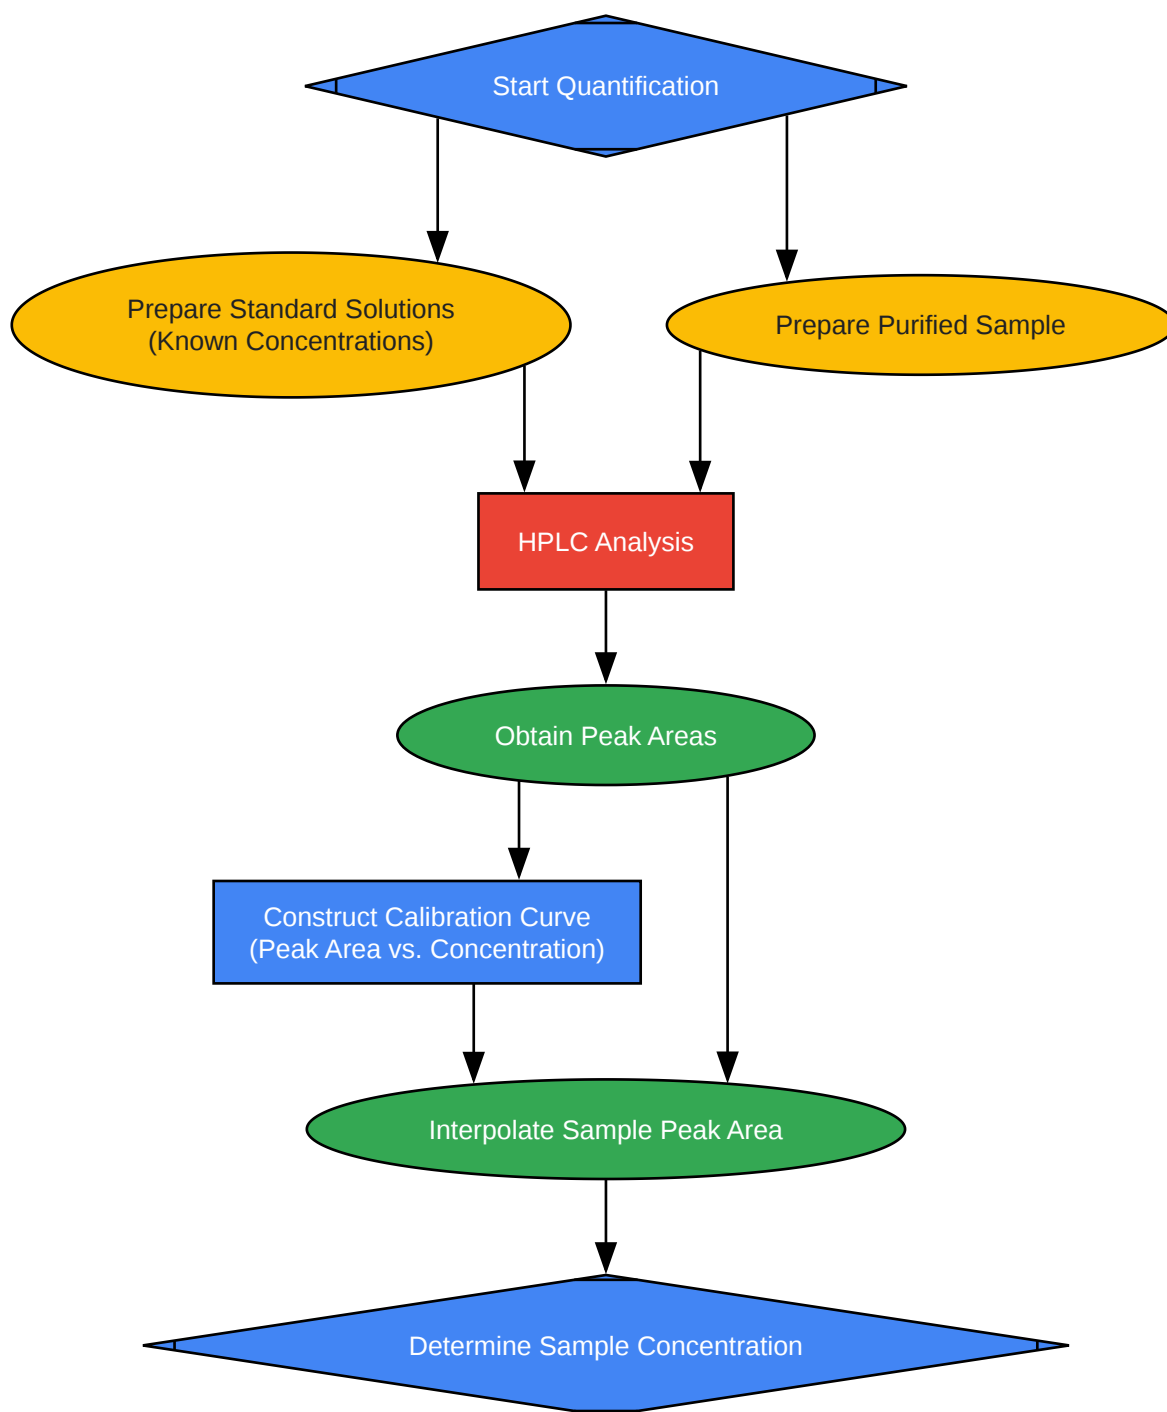 Start Quantification
Prepare Standard Solutions
(Known Concentrations)
Prepare Purified Sample
HPLC Analysis
Obtain Peak Areas
Construct Calibration Curve
(Peak Area vs. Concentration)
Interpolate Sample Peak Area
Determine Sample Concentration